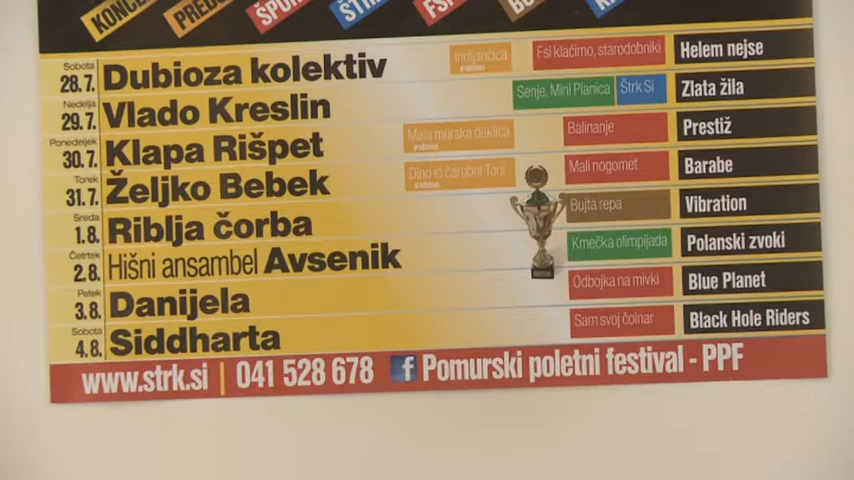 Sobota 28.7. Dubioza kolektiv Indijančica Fsi klačimo, starodobniki Helem nejse
Nedelja 29.7. Vlado Kreslin Senje, Mini Planica Štrk Si Zlata žila
Ponedeljek 30.7. Klapa Rišpet Mala murska deklica Balinanje Prestiž
Torek 31.7. Željko Bebek Dino in čarobni Toni Mali nogomet Barabe
Sreda 1.8. Riblja čorba Bujta repa Vibration
Četrtek 2.8. Hišni ansambel Avsenik Kmečka olimpijada Polanski zvoki
Petek 3.8. Danijela Odbojka na mivki Blue Planet
Sobota 4.8. Siddharta Sam svoj čolnar Black Hole Riders
www.strk.si | 041 528 678 f Pomurski poletni festival - PPF